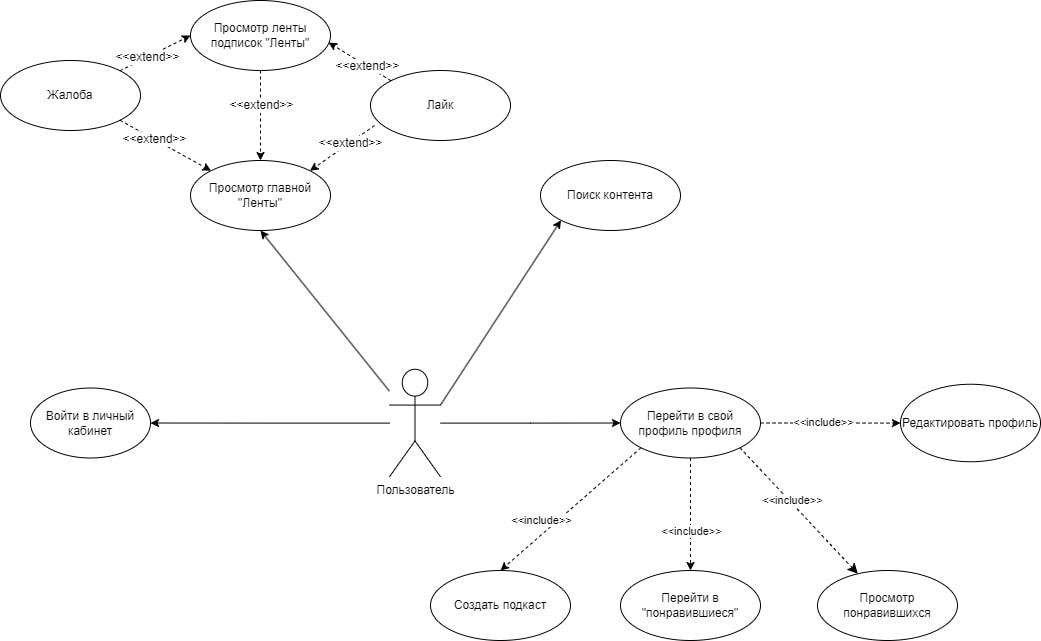 Просмотр ленты
подписок "Ленты"
<<extend>>
<<extend>>
Жалоба
<<extend>>
Лайк
<<extend>>
<<extend>>
Просмотр главной
"Ленты"
Поиск контента
Войти в личный
кабинет
Перейти в свой
профиль профиля
<<include>>
Редактировать профиль
Пользователь
<<include>>
<<include>>
<<include>>
Создать подкаст
Перейти в
"понравившиеся"
Просмотр
понравившихся